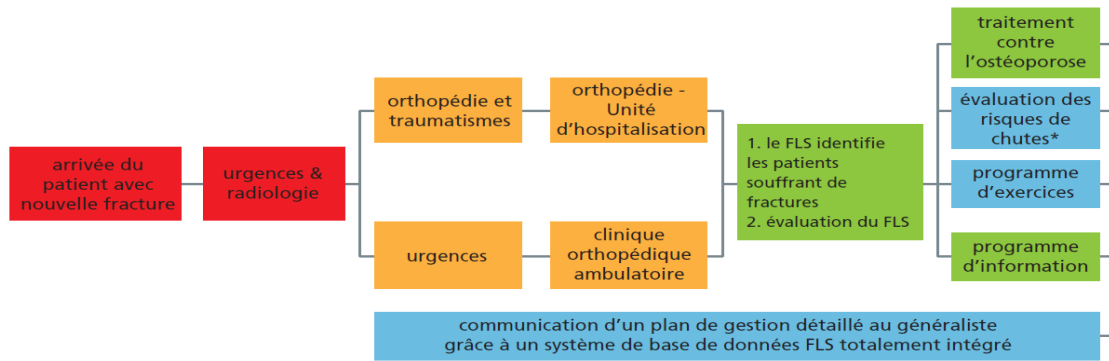 arrivée du
patient avec
nouvelle fracture
urgences &
radiologie
orthopédie et
traumatismes
orthopédie -
Unité
d’hospitalisation
urgences
clinique
orthopédique
ambulatoire
1. le FLS identifie
les patients
souffrant de
fractures
2. évaluation du FLS
traitement
contre
l’ostéoporose
évaluation des
risques de
chutes*
programme
d’exercices
programme
d’information
communication d’un plan de gestion détaillé au généraliste
grâce à un système de base de données FLS totalement intégré